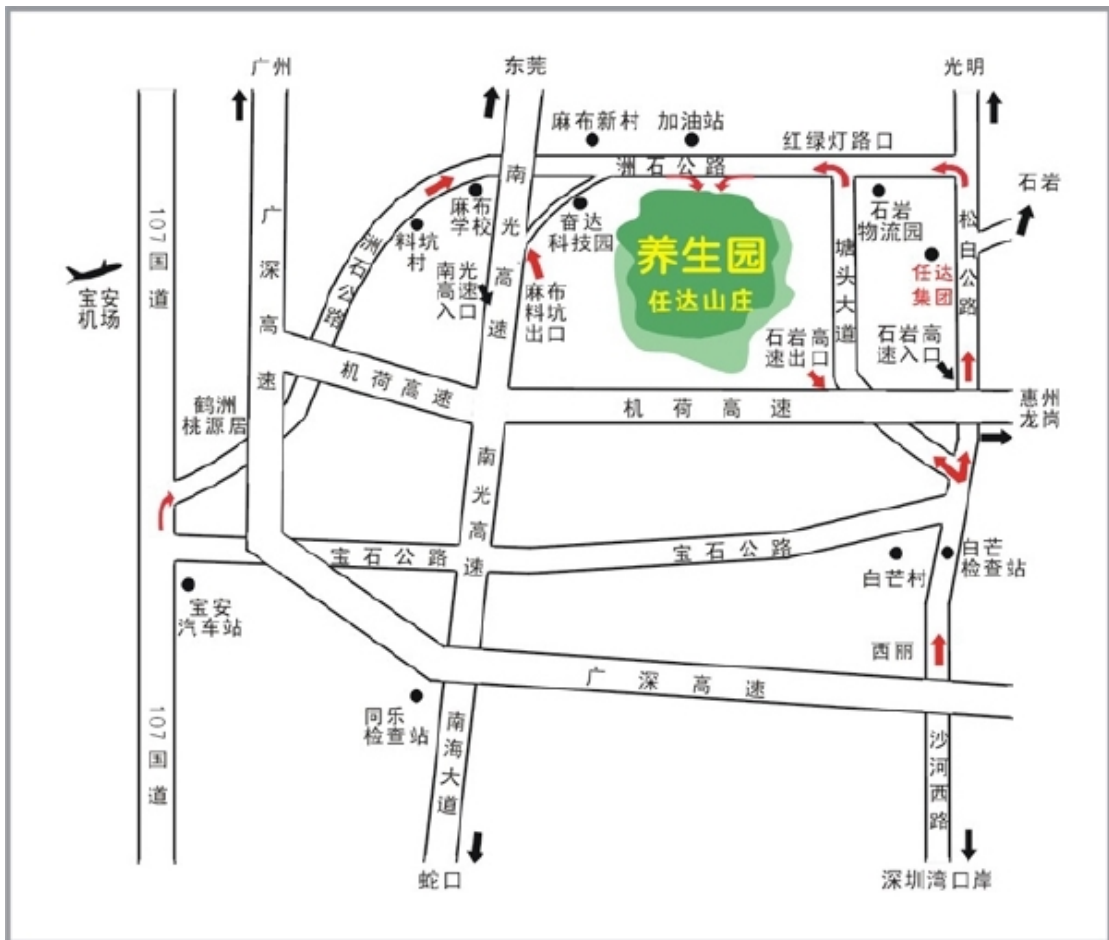 广州
东莞
光明
麻布新村
加油站
红绿灯路口
洲石公路
石岩
107国道
广深高速
南光高速
麻布
学校
料坑
村
洲石公路
奋达
科技园
养生园
任达山庄
石岩
物流园
松白公路
塘头大道
任达
集团
宝安
机场
南光
高速
入口
麻布
料坑
出口
石岩高
速出口
石岩高
速入口
机荷高速
机荷高速
惠州
龙岗
鹤洲
桃源居
南光高速
宝石公路
宝石公路
白芒村
白芒
检查站
宝安
汽车站
西丽
广深高速
同乐
检查站
107国道
南海大道
沙河西路
蛇口
深圳湾口岸